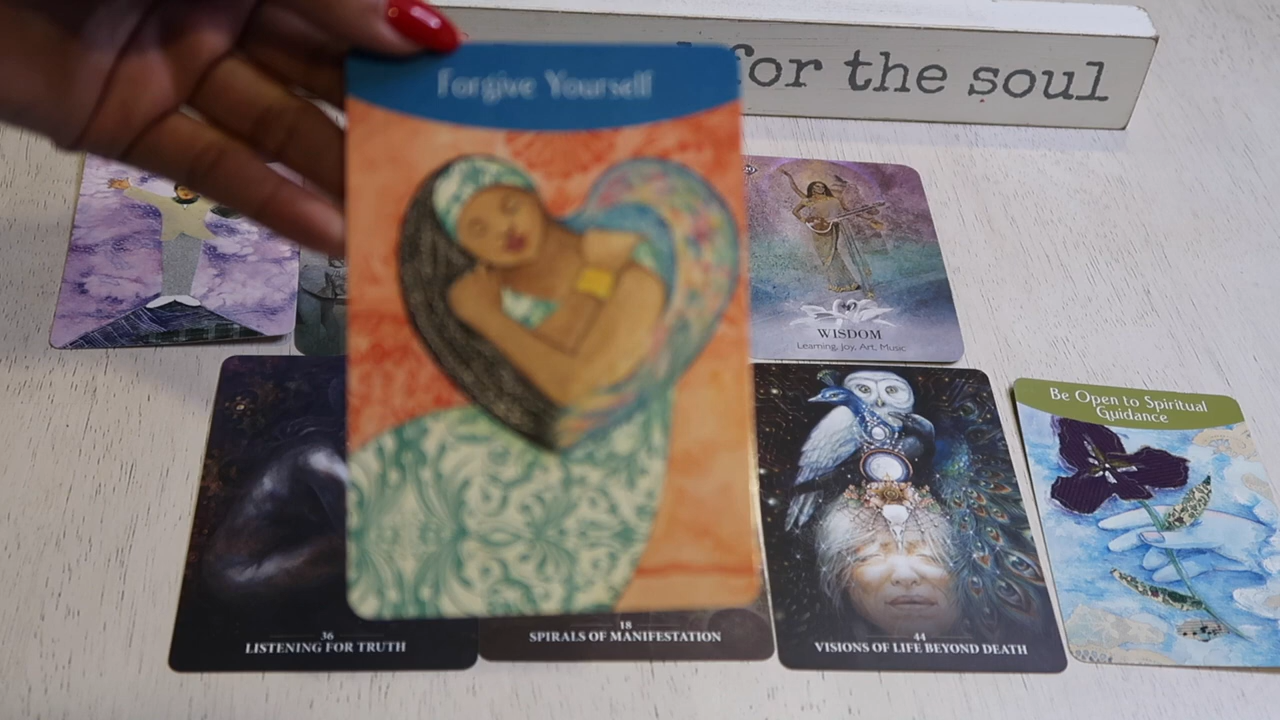 for the soul
Forgive Yourself
WISDOM
Learning, Joy, Art, Music
Be Open to Spiritual
Guidance
36
LISTENING FOR TRUTH
18
SPIRALS OF MANIFESTATION
44
VISIONS OF LIFE BEYOND DEATH